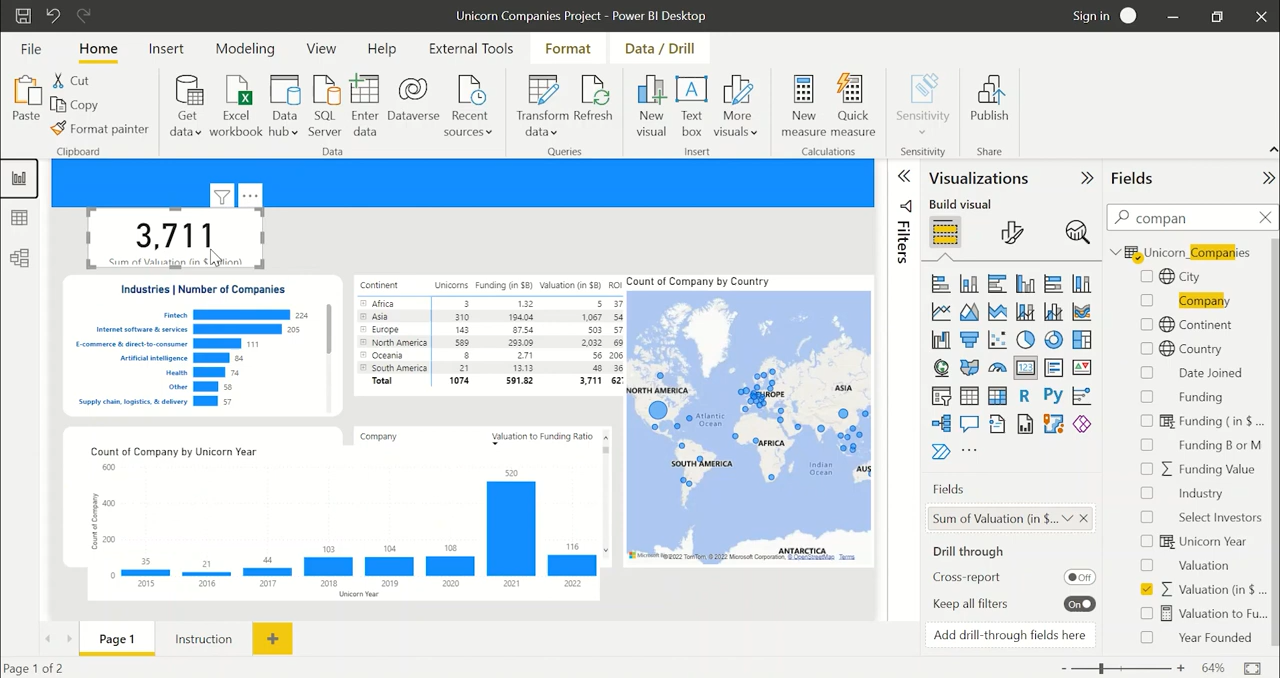 Unicorn Companies Project - Power BI Desktop
Sign in
File Home Insert Modeling View Help External Tools Format Data / Drill
Paste
Cut
Copy
Format painter
Get data
Excel workbook
Data hub
SQL Server
Enter data
Dataverse
Recent sources
Transform data
Refresh
New visual
Text box
More visuals
New measure
Quick measure
Sensitivity
Publish
Clipboard Data Queries Insert Calculations Sensitivity Share
3,711
Industries | Number of Companies
Fintech 224
Internet software & services 205
E-commerce & direct-to-consumer 111
Artificial intelligence 84
Health 74
Other 58
Supply chain, logistics, & delivery 57
Continent Unicorns Funding (in $B) Valuation (in $B) ROI
Africa 3 1.32 5 37
Asia 310 194.04 1,067 54
Europe 143 87.54 503 57
North America 589 293.09 2,032 69
Oceania 8 2.71 56 206
South America 21 13.13 48 36
Total 1074 591.82 3,711 627
Count of Company by Country
NORTH AMERICA
EUROPE
ASIA
Atlantic Ocean
AFRICA
SOUTH AMERICA
Indian Ocean
AUS
ANTARCTICA
© 2022 TomTom, © 2022 Microsoft Corporation, © OpenStreetMap Terms
Company Valuation to Funding Ratio
Count of Company by Unicorn Year
Count of Company
600
400
200
0
35 21 44 103 104 108 520 116
2015 2016 2017 2018 2019 2020 2021 2022
Unicorn Year
Filters
Visualizations
Build visual
R Py
123
...
Fields
Sum of Valuation (in $...
Drill through
Cross-report Off
Keep all filters On
Add drill-through fields here
Fields
compan
Unicorn_Companies
City
Company
Continent
Country
Date Joined
Funding
Funding ( in $ ...
Funding B or M
Funding Value
Industry
Select Investors
Unicorn Year
Valuation
Valuation (in $ ...
Valuation to Fu...
Year Founded
Page 1 Instruction +
Page 1 of 2
- + 64%